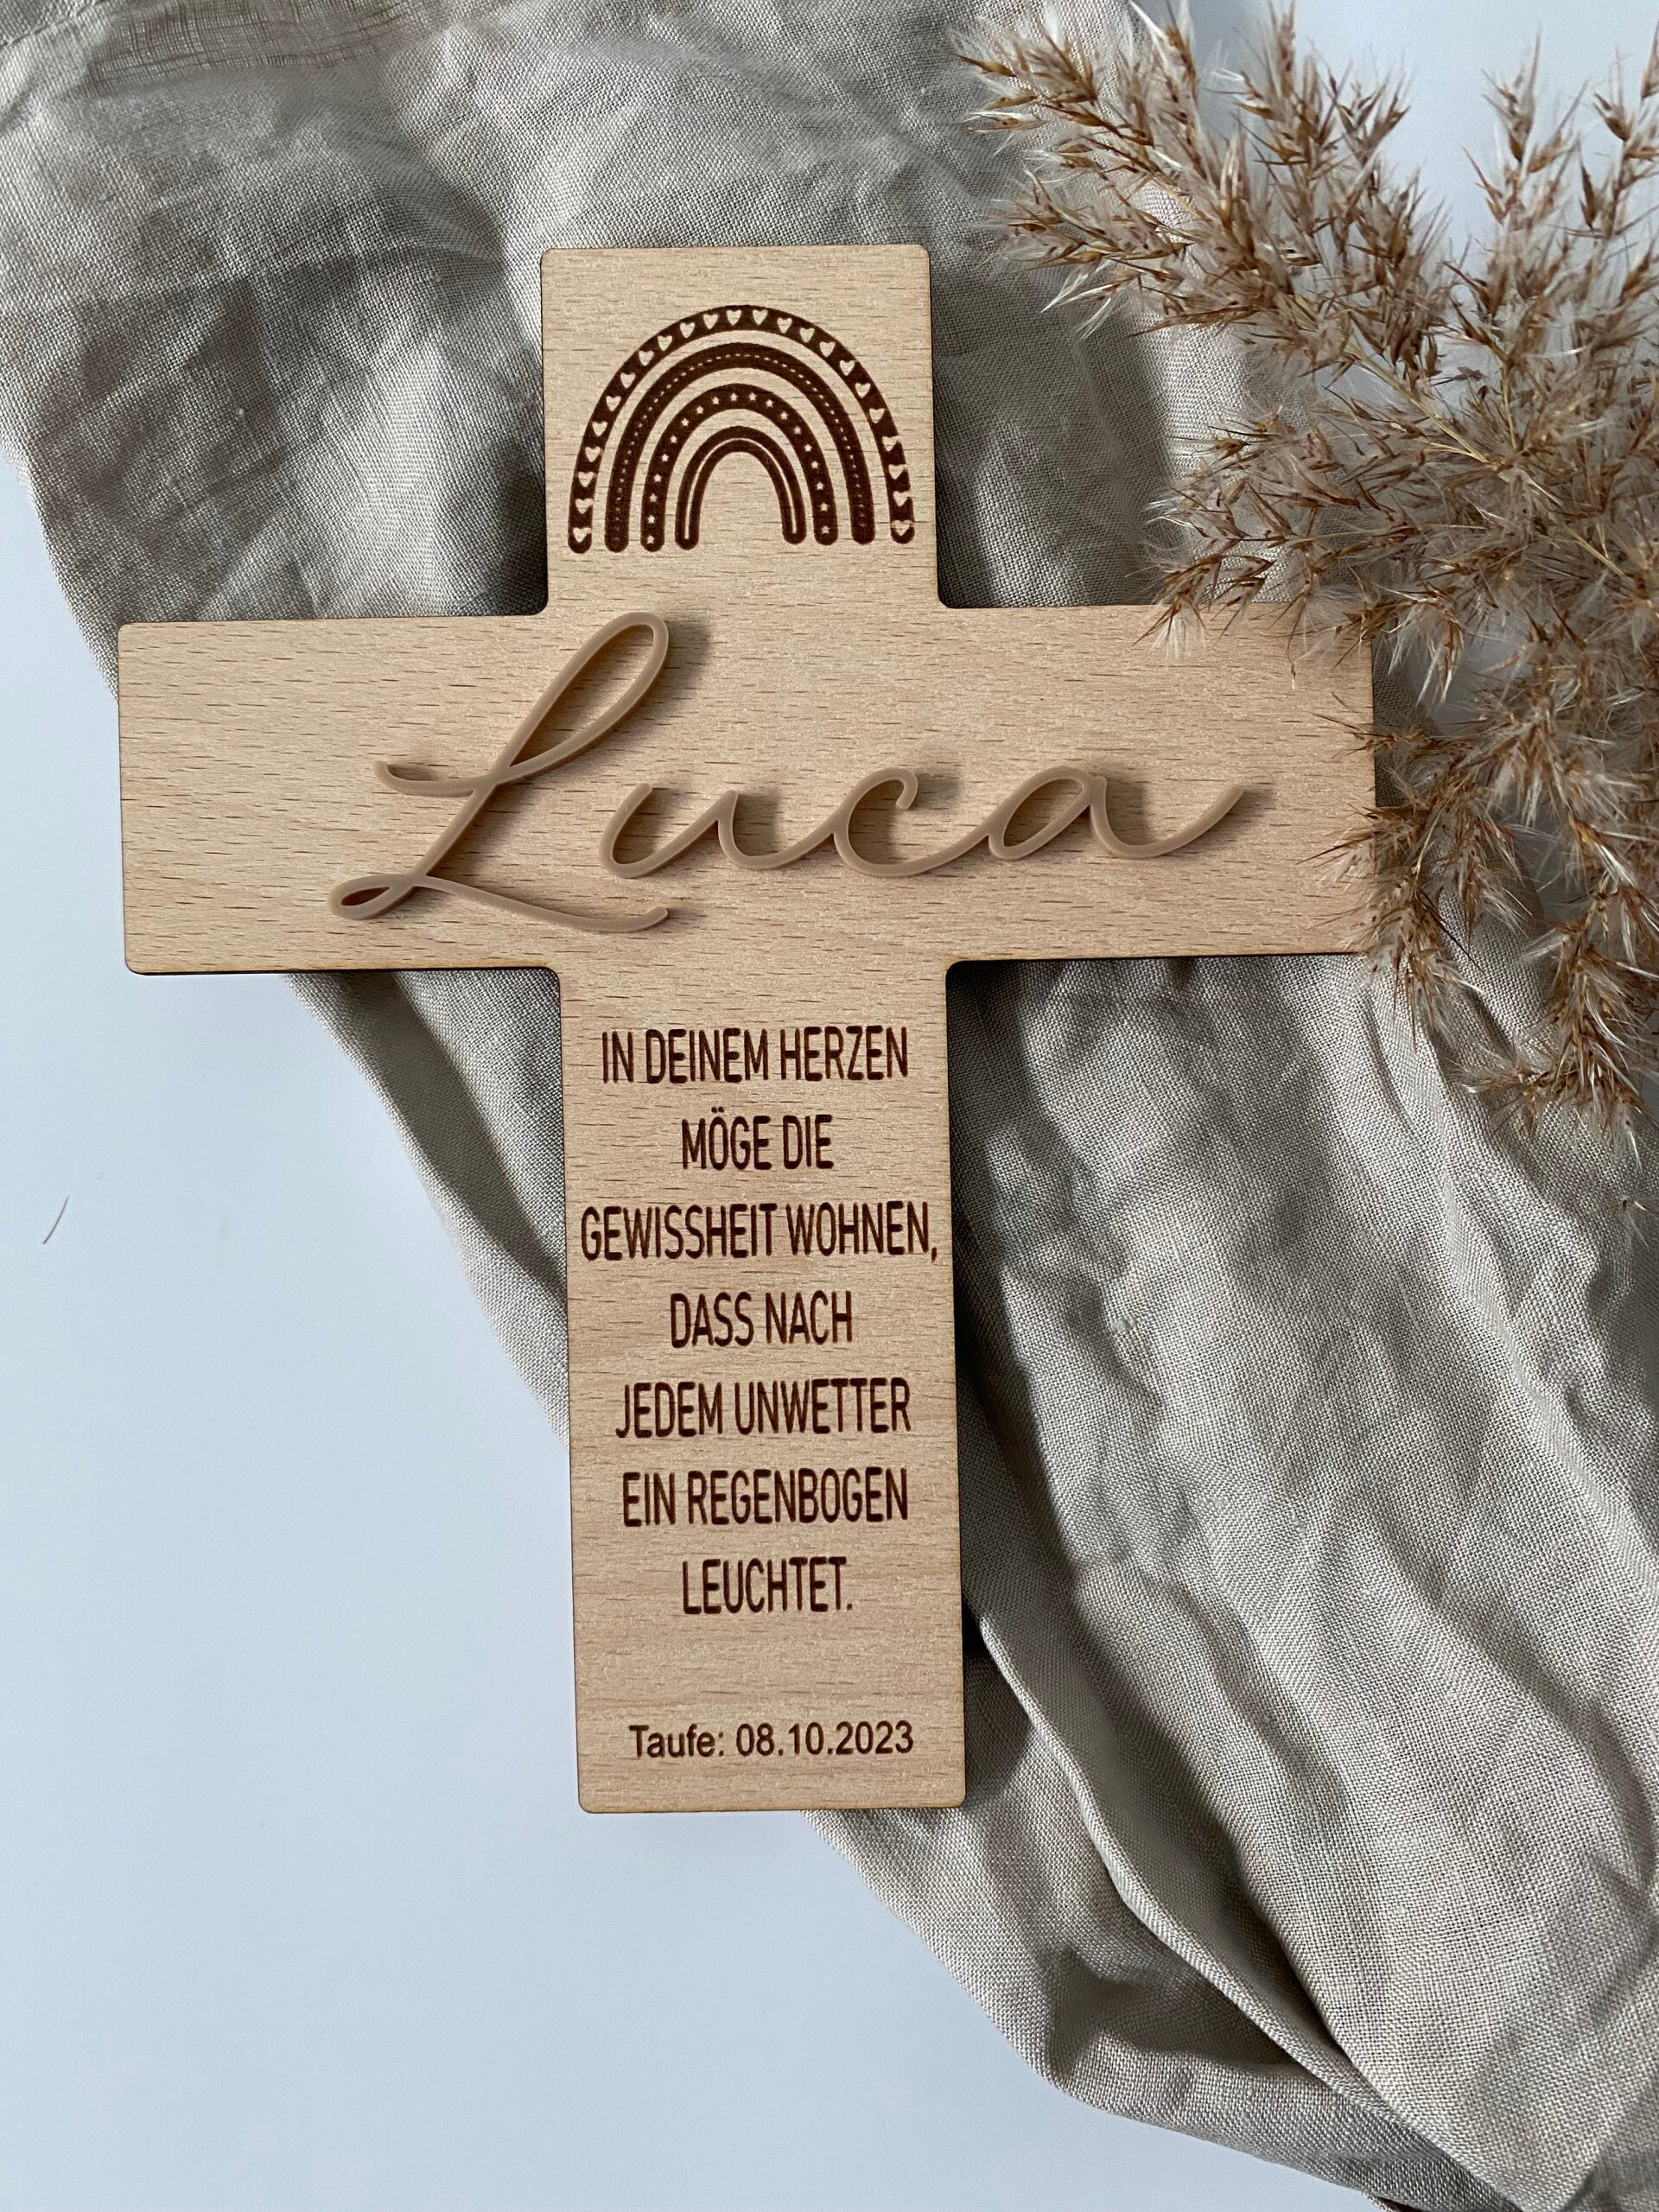 Luca
IN DEINEM HERZEN
MÖGE DIE
GEWISSHEIT WOHNEN,
DASS NACH
JEDEM UNWETTER
EIN REGENBOGEN
LEUCHTET.
Taufe: 08.10.2023